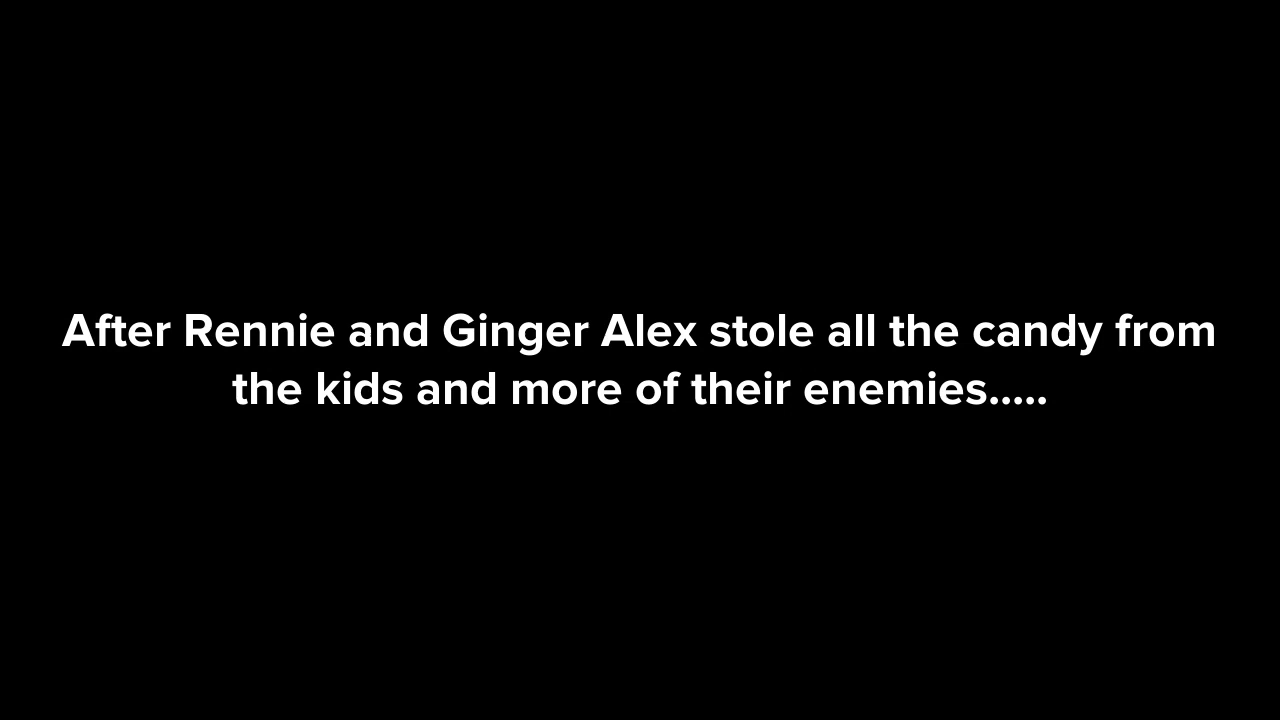 After Rennie and Ginger Alex stole all the candy from
the kids and more of their enemies.....